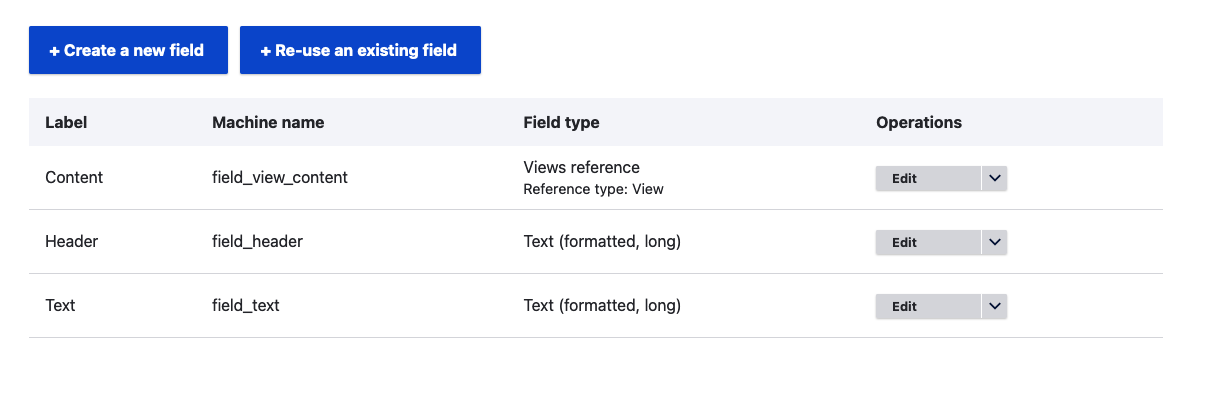 + Create a new field + Re-use an existing field
Label Machine name Field type Operations
Content field_view_content Views reference Edit
Reference type: View
Header field_header Text (formatted, long) Edit
Text field_text Text (formatted, long) Edit